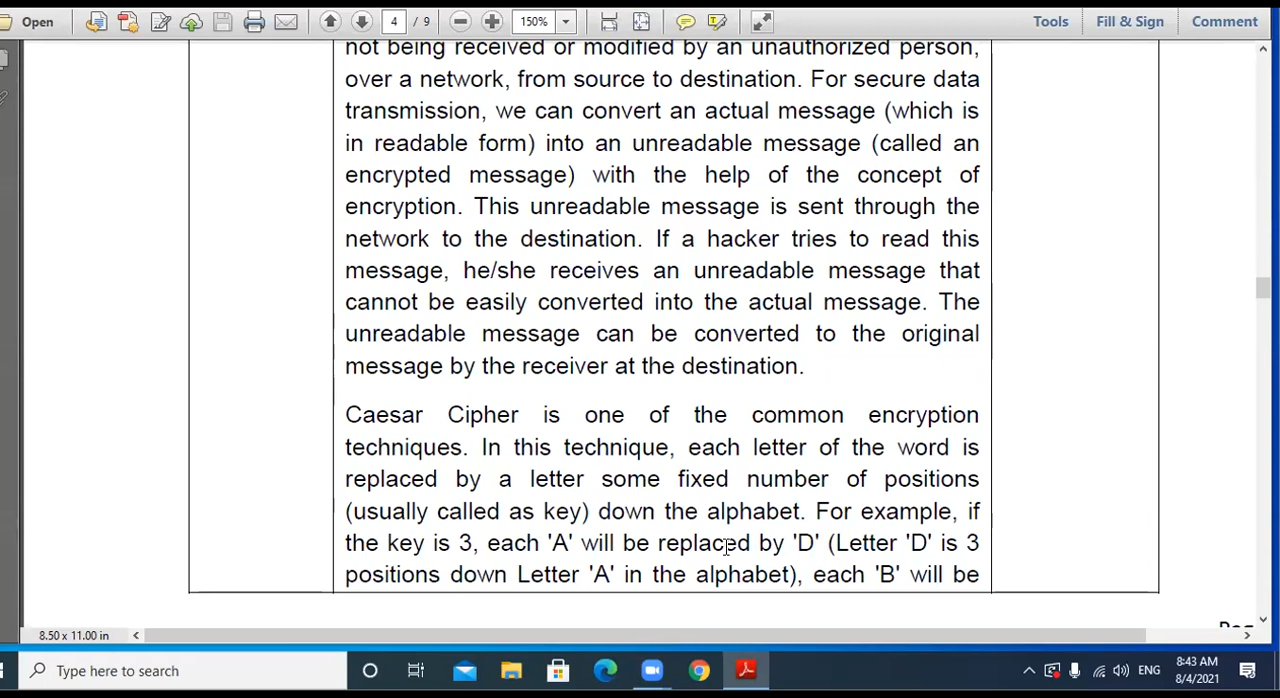 Open
4 / 9
150%
Tools
Fill & Sign
Comment
not being received or modified by an unauthorized person,
over a network, from source to destination. For secure data
transmission, we can convert an actual message (which is
in readable form) into an unreadable message (called an
encrypted message) with the help of the concept of
encryption. This unreadable message is sent through the
network to the destination. If a hacker tries to read this
message, he/she receives an unreadable message that
cannot be easily converted into the actual message. The
unreadable message can be converted to the original
message by the receiver at the destination.
Caesar Cipher is one of the common encryption
techniques. In this technique, each letter of the word is
replaced by a letter some fixed number of positions
(usually called as key) down the alphabet. For example, if
the key is 3, each 'A' will be replaced by 'D' (Letter 'D' is 3
positions down Letter 'A' in the alphabet), each 'B' will be
8.50 x 11.00 in
Type here to search
ENG
8:43 AM
8/4/2021